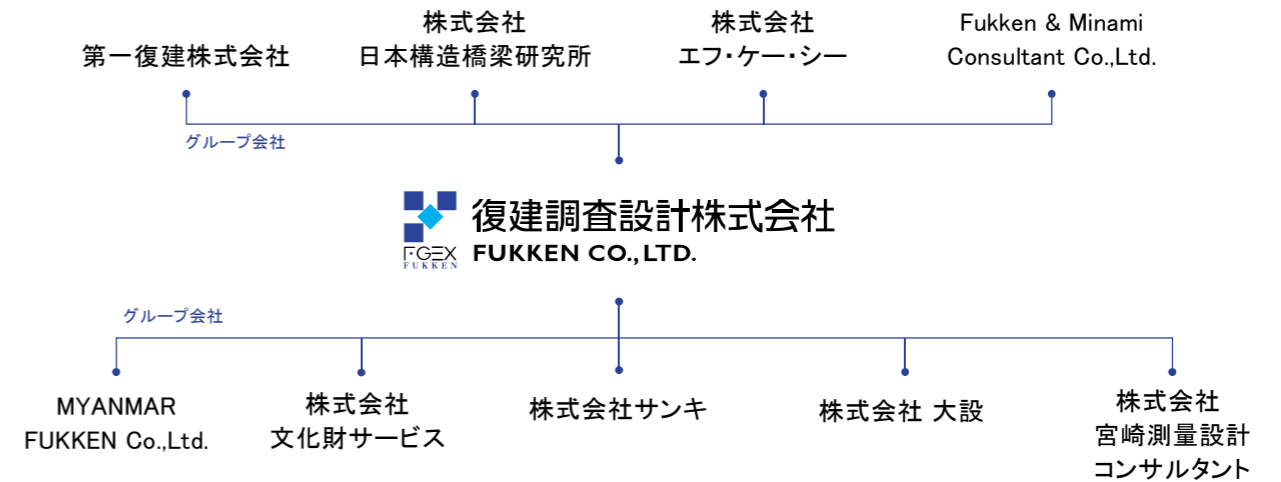 第一復建株式会社
株式会社
日本構造橋梁研究所
株式会社
エフ・ケー・シー
Fukken & Minami
Consultant Co.,Ltd.
グループ会社
復建調査設計株式会社
FUKKEN CO.,LTD.
FGEX
FUKKEN
グループ会社
MYANMAR
FUKKEN Co.,Ltd.
株式会社
文化財サービス
株式会社サンキ
株式会社 大設
株式会社
宮崎測量設計
コンサルタント